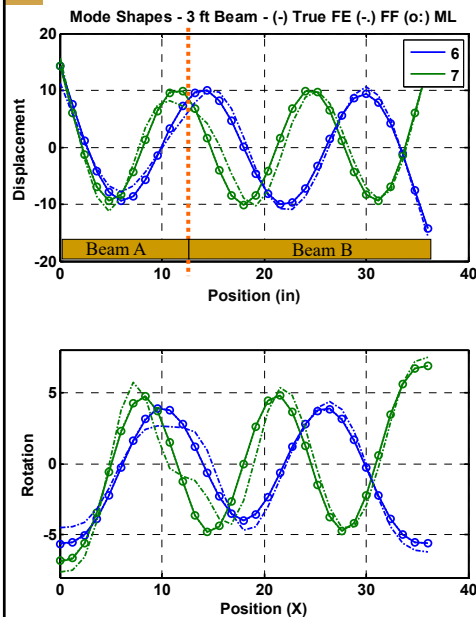 Mode Shapes - 3 ft Beam - (-) True FE (-.) FF (o:) ML
6
7
20
10
0
-10
-20
Displacement
Beam A
Beam B
0
10
20
30
40
Position (in)
5
0
-5
Rotation
0
10
20
30
40
Position (X)